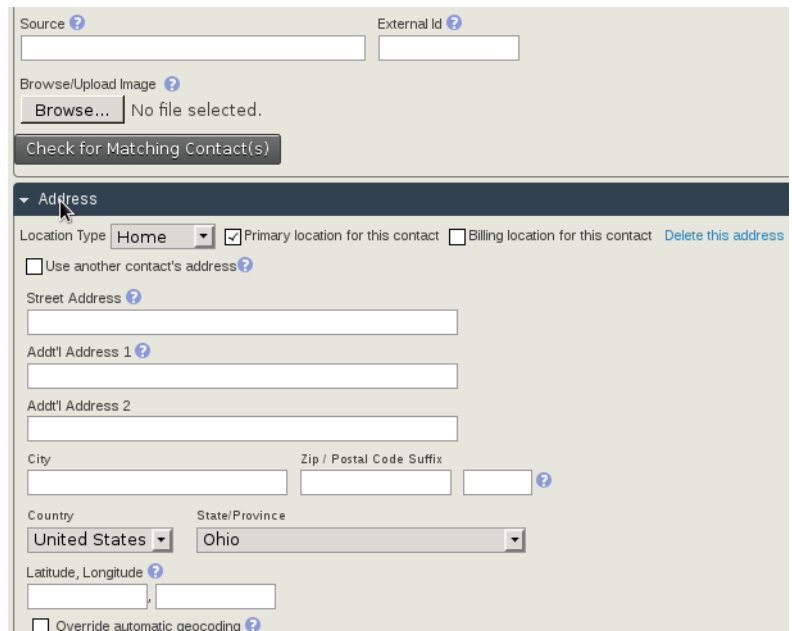 Source ? External Id ?
Browse/Upload Image ?
Browse... No file selected.
Check for Matching Contact(s)
Address
Location Type Home Primary location for this contact Billing location for this contact Delete this address
Use another contact's address ?
Street Address ?
Addt'l Address 1 ?
Addt'l Address 2
City Zip / Postal Code Suffix
?
Country State/Province
United States Ohio
Latitude, Longitude ?
,
Override automatic geocoding ?